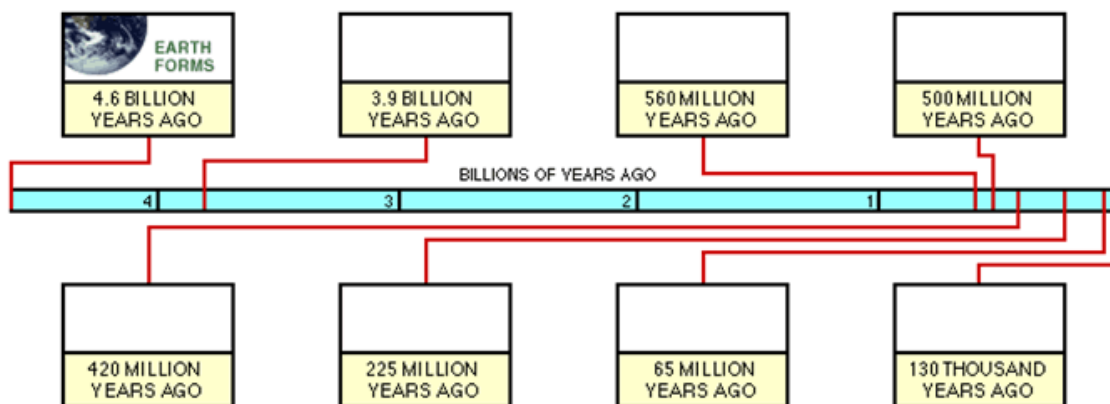 EARTH
FORMS
4.6 BILLION
YEARS AGO
3.9 BILLION
YEARS AGO
560 MILLION
YEARS AGO
500 MILLION
YEARS AGO
BILLIONS OF YEARS AGO
4
3
2
1
420 MILLION
YEARS AGO
225 MILLION
YEARS AGO
65 MILLION
YEARS AGO
130 THOUSAND
YEARS AGO